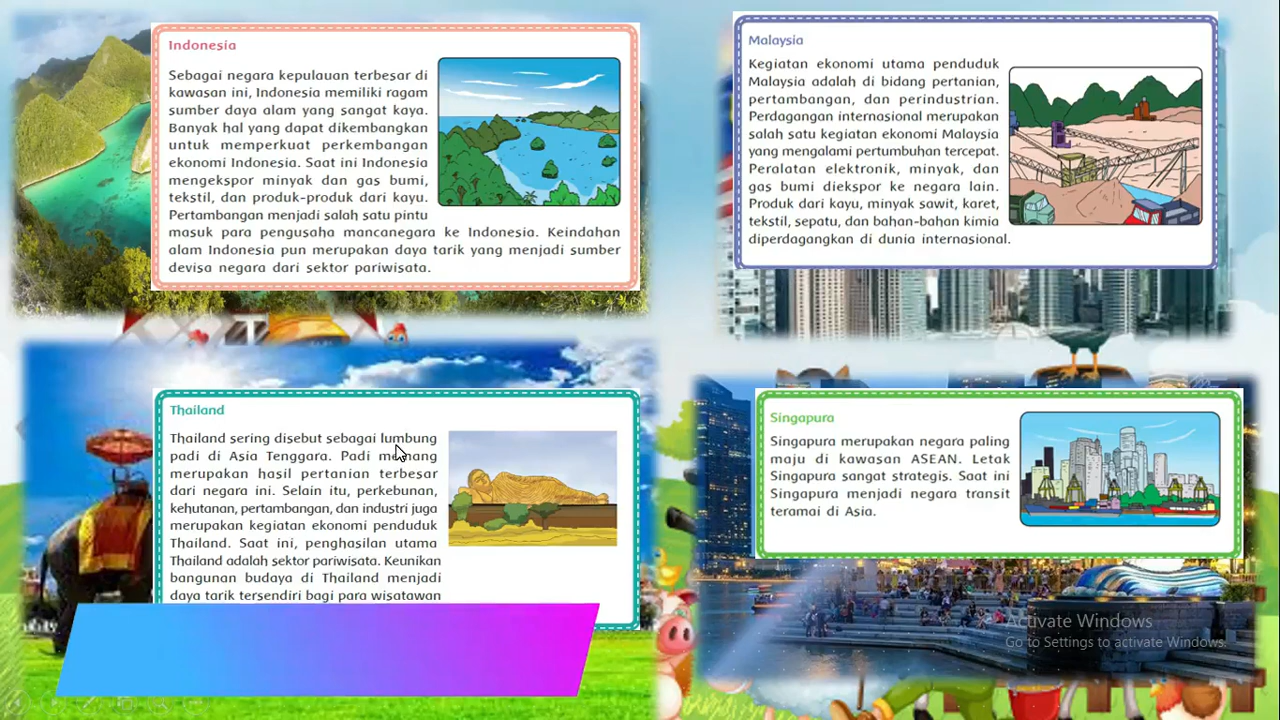 Indonesia
Sebagai negara kepulauan terbesar di
kawasan ini, Indonesia memiliki ragam
sumber daya alam yang sangat kaya.
Banyak hal yang dapat dikembangkan
untuk memperkuat perkembangan
ekonomi Indonesia. Saat ini Indonesia
mengekspor minyak dan gas bumi,
tekstil, dan produk-produk dari kayu.
Pertambangan menjadi salah satu pintu
masuk para pengusaha mancanegara ke Indonesia. Keindahan
alam Indonesia pun merupakan daya tarik yang menjadi sumber
devisa negara dari sektor pariwisata.
Malaysia
Kegiatan ekonomi utama penduduk
Malaysia adalah di bidang pertanian,
pertambangan, dan perindustrian.
Perdagangan internasional merupakan
salah satu kegiatan ekonomi Malaysia
yang mengalami pertumbuhan tercepat.
Peralatan elektronik, minyak, dan
gas bumi diekspor ke negara lain.
Produk dari kayu, minyak sawit, karet,
tekstil, sepatu, dan bahan-bahan kimia
diperdagangkan di dunia internasional.
Thailand
Thailand sering disebut sebagai lumbung
padi di Asia Tenggara. Padi memang
merupakan hasil pertanian terbesar
dari negara ini. Selain itu, perkebunan,
kehutanan, pertambangan, dan industri juga
merupakan kegiatan ekonomi penduduk
Thailand. Saat ini, penghasilan utama
Thailand adalah sektor pariwisata. Keunikan
bangunan budaya di Thailand menjadi
daya tarik tersendiri bagi para wisatawan
Singapura
Singapura merupakan negara paling
maju di kawasan ASEAN. Letak
Singapura sangat strategis. Saat ini
Singapura menjadi negara transit
teramai di Asia.
Activate Windows
Go to Settings to activate Windows.